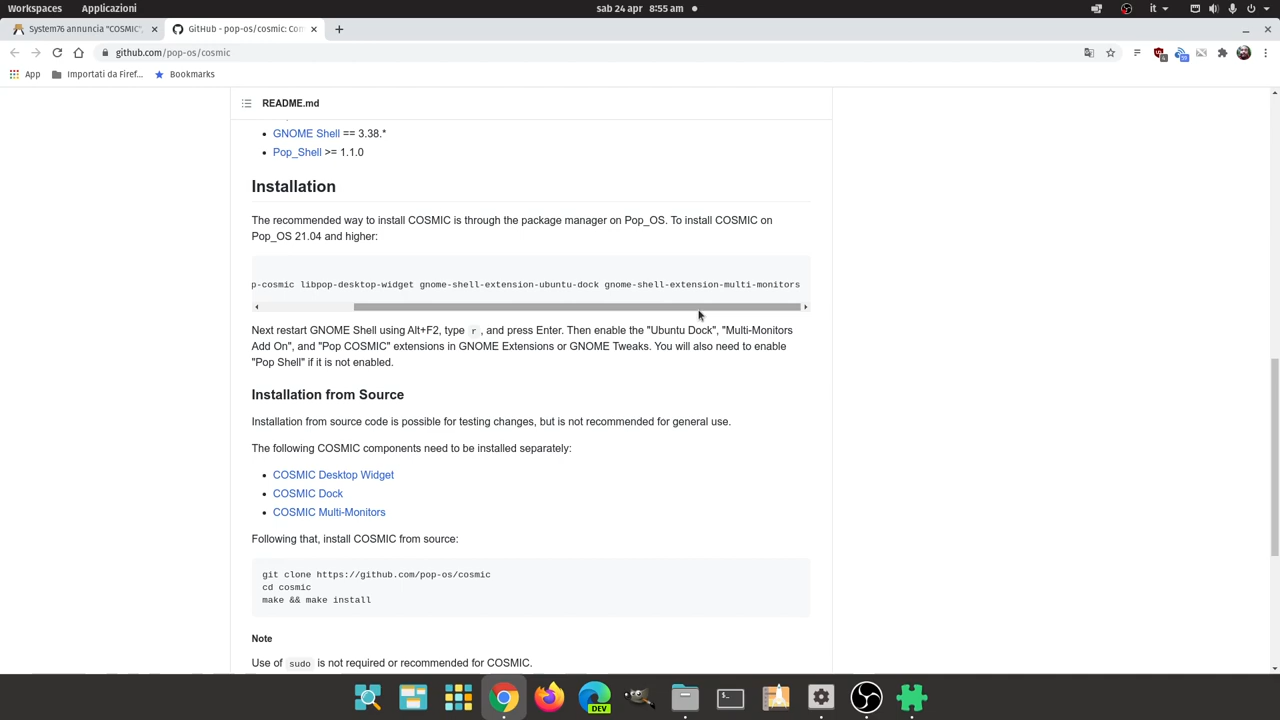 Workspaces Applicazioni sab 24 apr 8:55 am it
System76 annuncia "COSMIC", GitHub - pop-os/cosmic: Com
github.com/pop-os/cosmic
App Importati da Firef... Bookmarks
README.md
GNOME Shell == 3.38.*
Pop_Shell >= 1.1.0
Installation
The recommended way to install COSMIC is through the package manager on Pop_OS. To install COSMIC on
Pop_OS 21.04 and higher:
p-cosmic libpop-desktop-widget gnome-shell-extension-ubuntu-dock gnome-shell-extension-multi-monitors
Next restart GNOME Shell using Alt+F2, type r, and press Enter. Then enable the "Ubuntu Dock", "Multi-Monitors
Add On", and "Pop COSMIC" extensions in GNOME Extensions or GNOME Tweaks. You will also need to enable
"Pop Shell" if it is not enabled.
Installation from Source
Installation from source code is possible for testing changes, but is not recommended for general use.
The following COSMIC components need to be installed separately:
COSMIC Desktop Widget
COSMIC Dock
COSMIC Multi-Monitors
Following that, install COSMIC from source:
git clone https://github.com/pop-os/cosmic
cd cosmic
make && make install
Note
Use of sudo is not required or recommended for COSMIC.
DEV